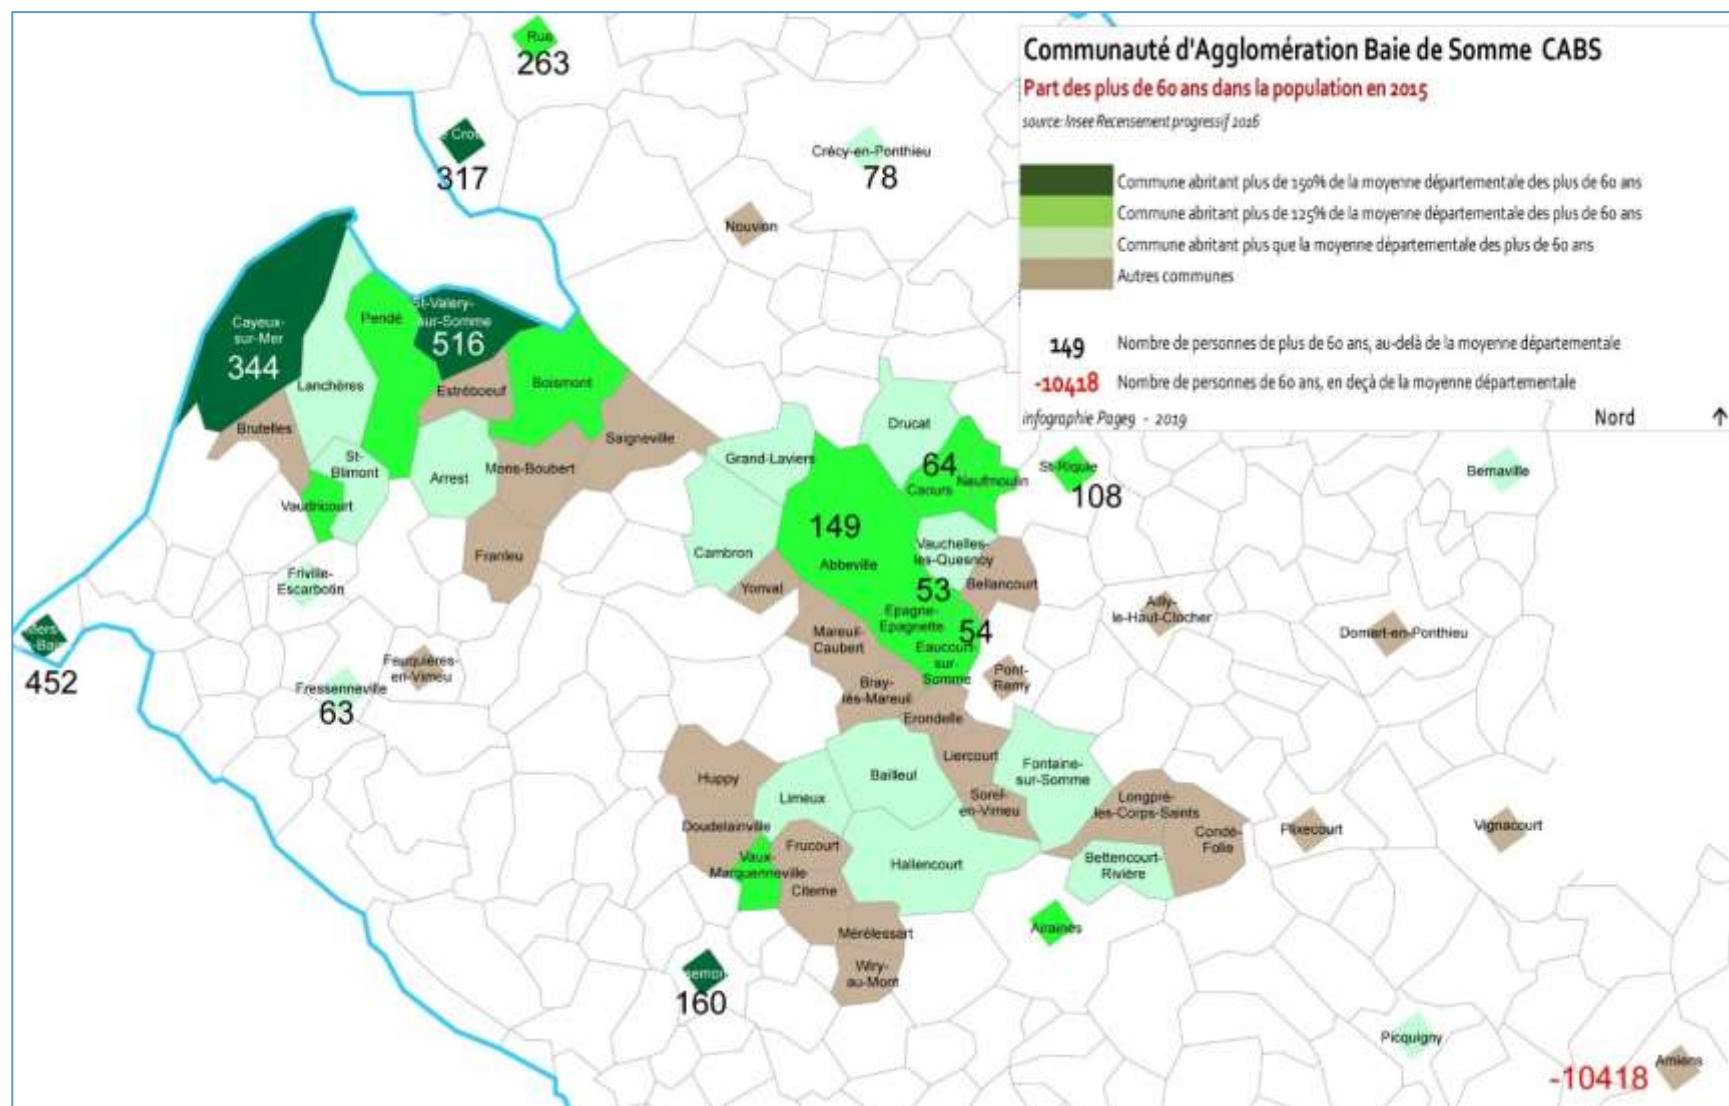 Communauté d'Agglomération Baie de Somme CABS
Part des plus de 60 ans dans la population en 2015
source: Insee Recensement progressif 2016
Commune abritant plus de 150% de la moyenne départementale des plus de 60 ans
Commune abritant plus de 125% de la moyenne départementale des plus de 60 ans
Commune abritant plus que la moyenne départementale des plus de 60 ans
Autres communes
149 Nombre de personnes de plus de 60 ans, au-delà de la moyenne départementale
-10418 Nombre de personnes de 60 ans, en deçà de la moyenne départementale
infographie Page9 - 2019
Nord
Rue
263
317
Crécy-en-Ponthieu
78
Nouvion
Cayeux-
sur-Mer
344
Pendé
St-Valery-
sur-Somme
516
Lanchères
Estrébœuf
Boismont
Brutelles
Saigneville
St-
Blimont
Arrest
Mons-Boubert
Vaudricourt
Franleu
Friville-
Escarbotin
452
Fressenneville
63
Feuquières-
en-Vimeu
Drucat
Grand-Laviers
64
Caours
Neufmoulin
St-Riquie
108
149
Abbeville
Cambron
Vauchelles-
les-Quesnoy
Yonval
53
Bellancourt
Epagne-
Epagnette
54
Mareuil-
Caubert
Eaucourt-
sur-
Somme
Pont-
Remy
Bray-
les-Mareuil
Erondelle
Bernaville
Ailly-
le-Haut-Clocher
Domart-en-Ponthieu
Huppy
Bailleul
Liercourt
Fontaine-
sur-Somme
Limeux
Sorel-
en-Vimeu
Longpré-
les-Corps-Saints
Doudelainville
Frucourt
Condé-
Folie
Flixecourt
Vignacourt
Vaux-
Marquenneville
Hallencourt
Bettencourt-
Rivière
Citerne
Mérélessart
Airaines
Wiry-
au-Mont
160
Picquigny
Amiens
-10418